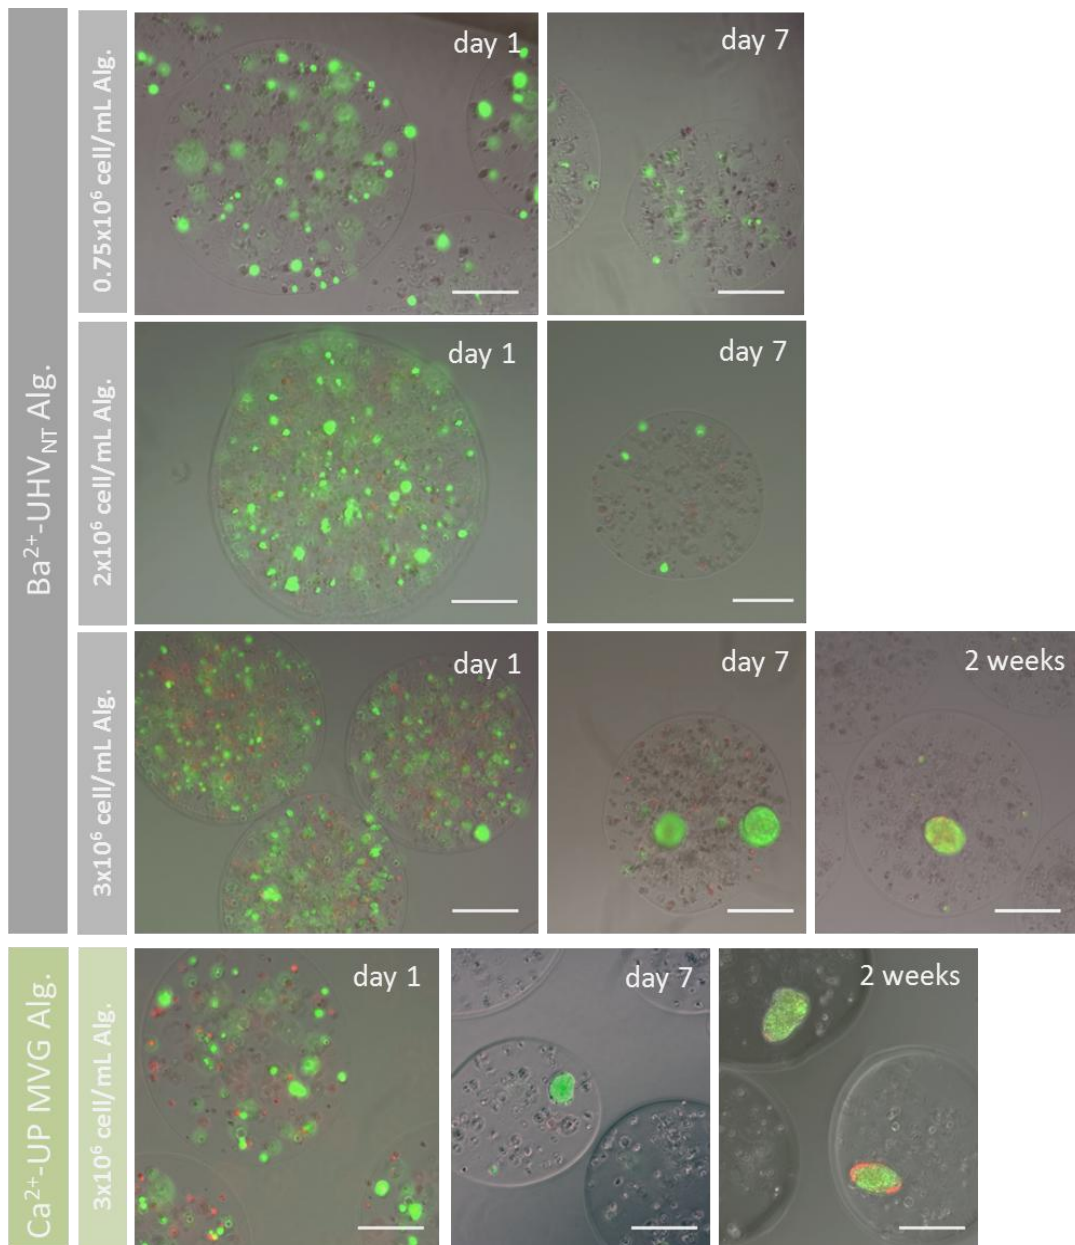 Ba²⁺-UHV_NT Alg.
0.75x10⁶ cell/mL Alg.
day 1
day 7
2x10⁶ cell/mL Alg.
day 1
day 7
3x10⁶ cell/mL Alg.
day 1
day 7
2 weeks
Ca²⁺-UP MVG Alg.
3x10⁶ cell/mL Alg.
day 1
day 7
2 weeks